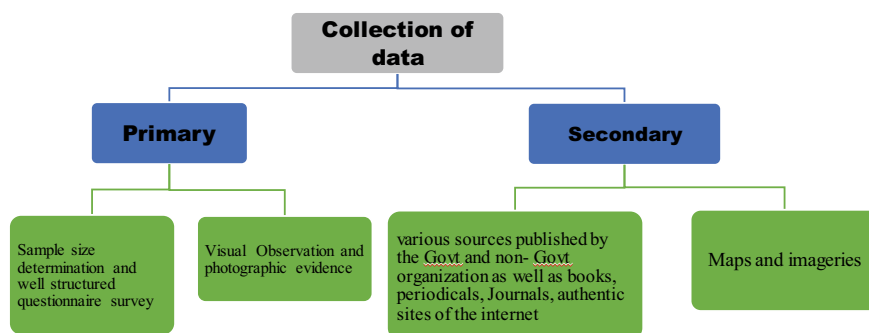 Collection of
data
Primary
Secondary
Sample size
determination and
well structured
questionnaire survey
Visual Observation and
photographic evidence
various sources published by
the Govt and non- Govt
organization as well as books,
periodicals, Journals, authentic
sites of the internet
Maps and imageries